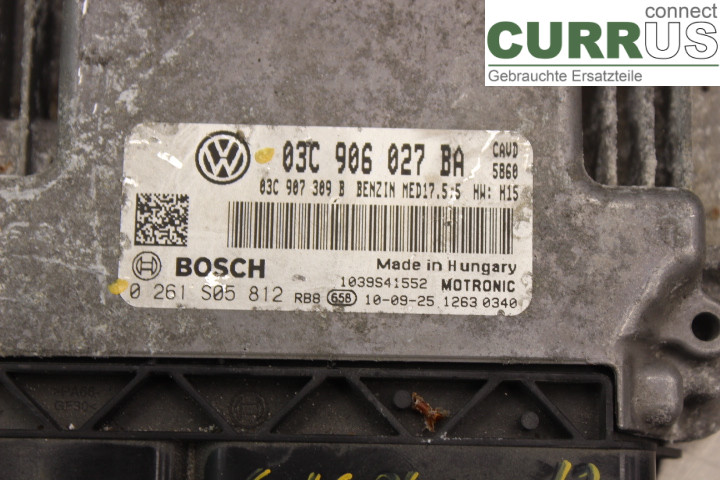 connect
CURRUS
Gebrauchte Ersatzteile
03C 906 027 BA CAVD
5860
03C 907 309 B BENZIN MED17.5.5 HW: H15
BOSCH Made in Hungary
1039S41552 MOTRONIC
0 261 S05 812 RB8 658 10-09-25 1263 0340